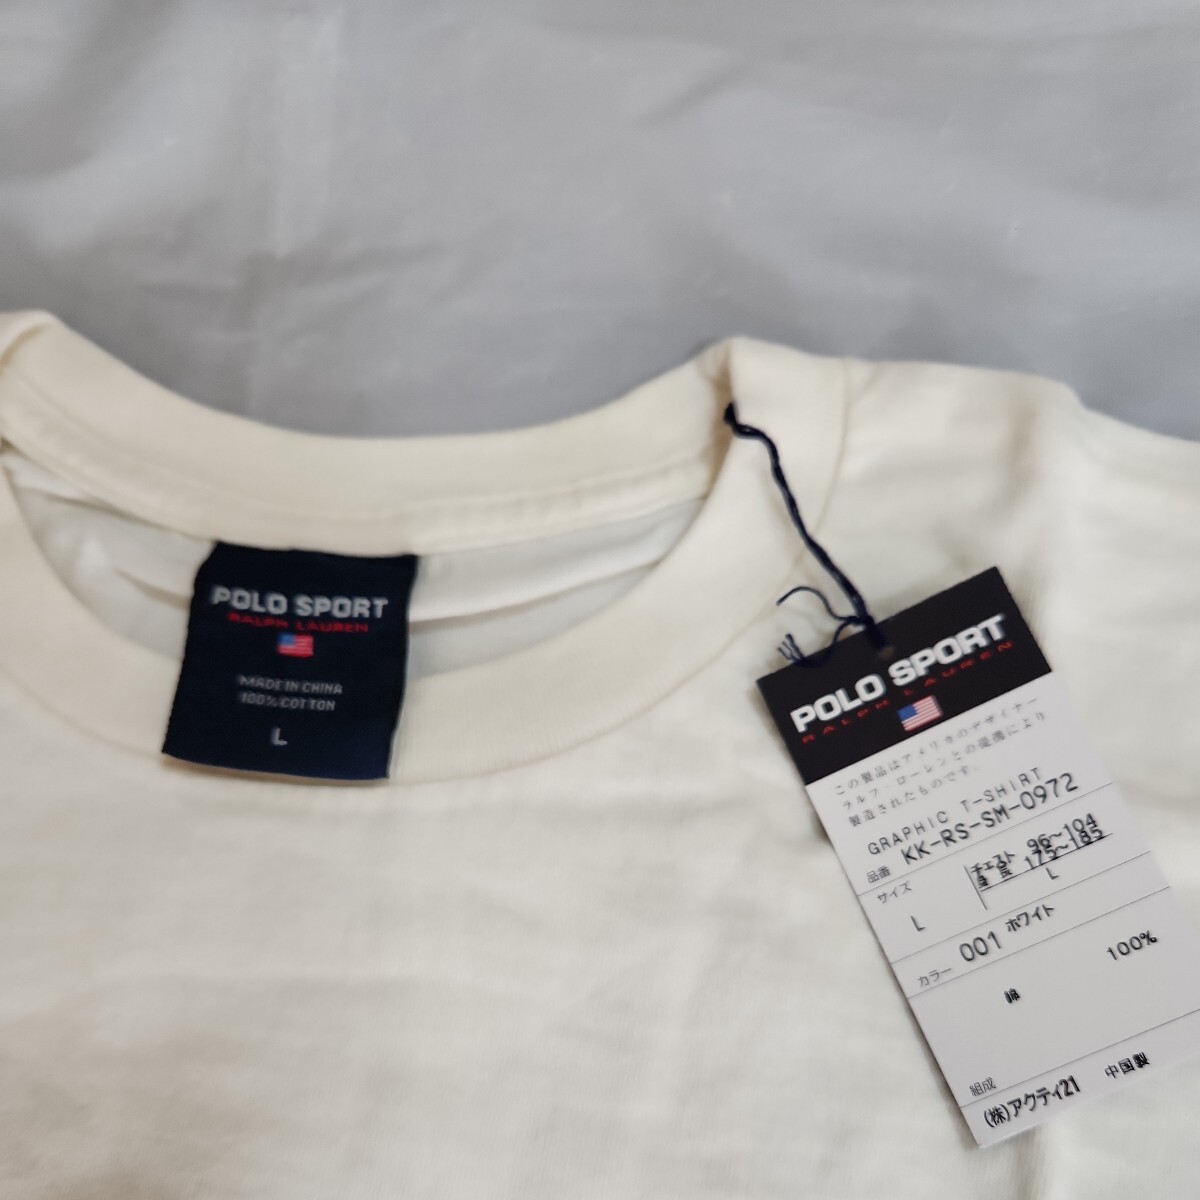 POLO SPORT
RALPH LAUREN
MADE IN CHINA
100% COTTON
L
POLO SPORT
RALPH LAUREN
この製品はアメリカのデザイナー
ラルフ・ローレンとの提携により
製造されたものです。
GRAPHIC T-SHIRT
品番 KK-RS-SM-0972
サイズ チェスト 96~104
身長 175~185
L L
カラー 001 ホワイト
綿 100%
組成
(株)アクティ21 中国製